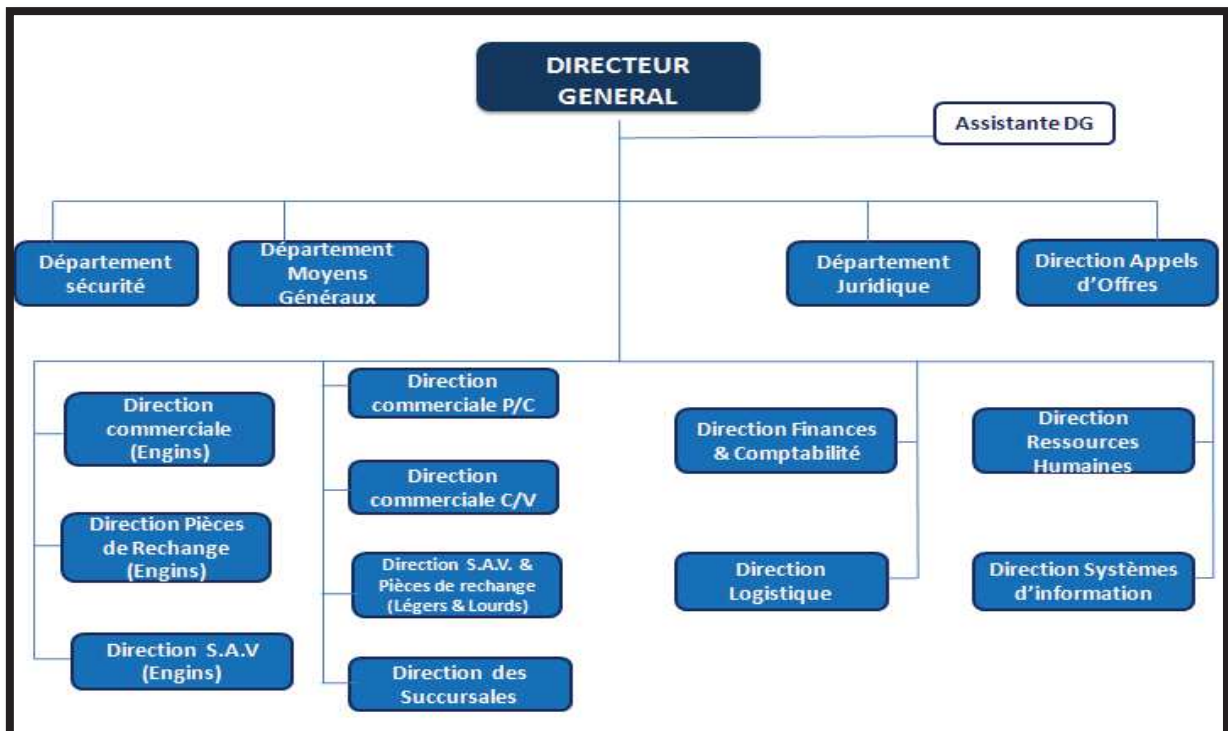 DIRECTEUR
GENERAL
Assistante DG
Département
sécurité
Département
Moyens
Généraux
Département
Juridique
Direction Appels
d'Offres
Direction
commerciale
(Engins)
Direction Pièces
de Rechange
(Engins)
Direction S.A.V
(Engins)
Direction
commerciale P/C
Direction
commerciale C/V
Direction S.A.V. &
Pièces de rechange
(Légers & Lourds)
Direction des
Succursales
Direction Finances
& Comptabilité
Direction
Logistique
Direction
Ressources
Humaines
Direction Systèmes
d'information